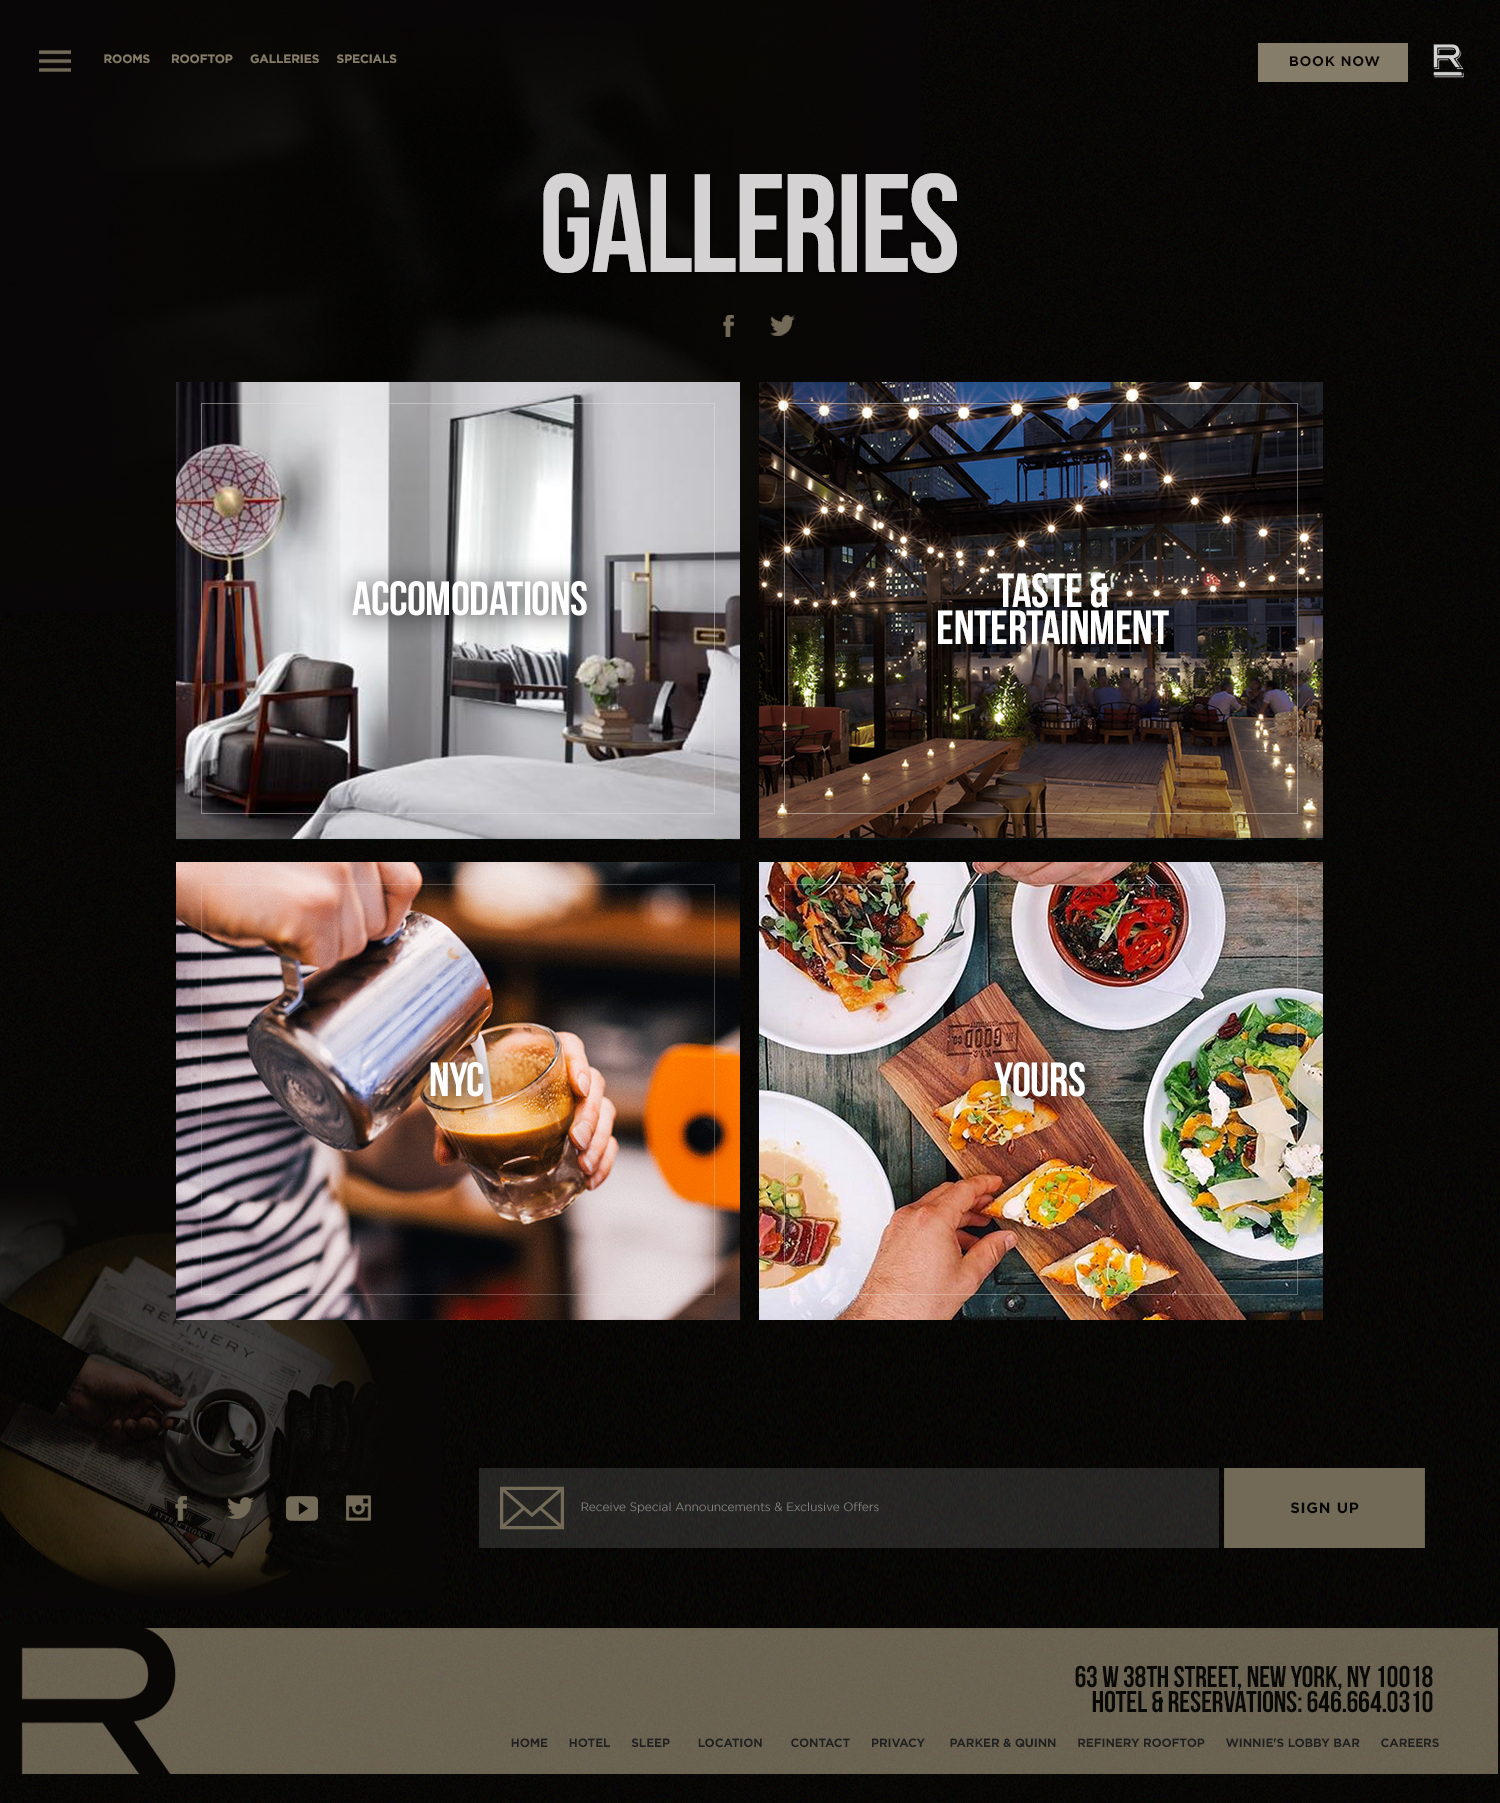 ROOMS ROOFTOP GALLERIES SPECIALS
BOOK NOW
R
GALLERIES
ACCOMODATIONS
TASTE &
ENTERTAINMENT
NYC
GOOD
YOURS
REFINERY
Receive Special Announcements & Exclusive Offers
SIGN UP
R
63 W 38TH STREET, NEW YORK, NY 10018
HOTEL & RESERVATIONS: 646.664.0310
HOME HOTEL SLEEP LOCATION CONTACT PRIVACY PARKER & QUINN REFINERY ROOFTOP WINNIE'S LOBBY BAR CAREERS